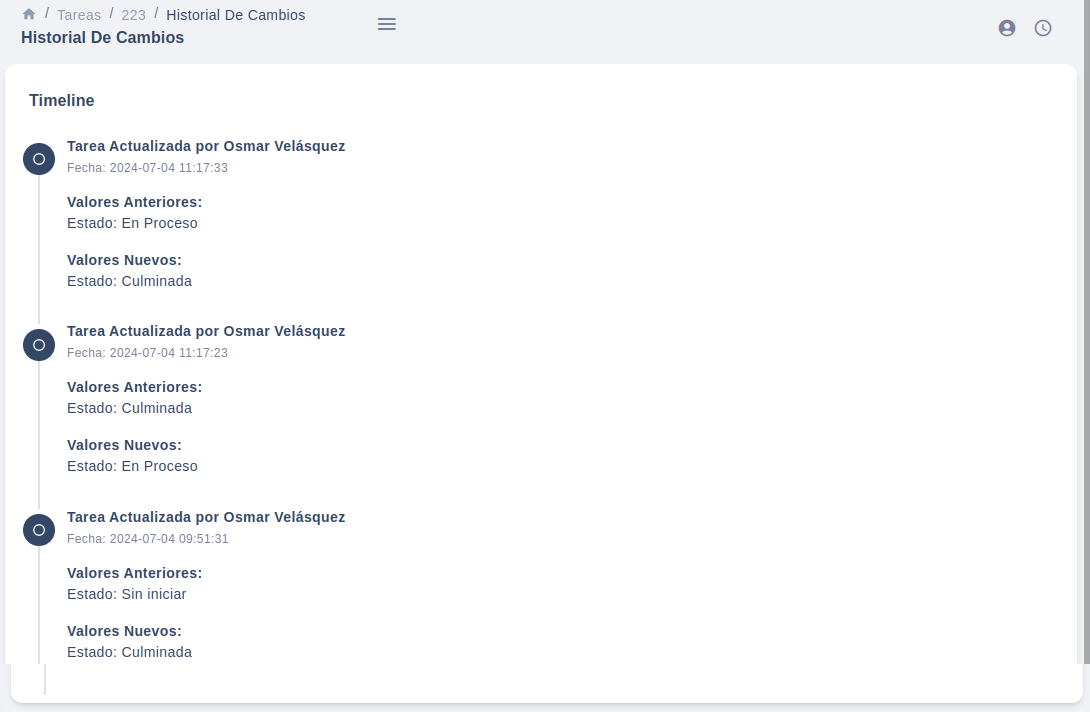 / Tareas / 223 / Historial De Cambios
Historial De Cambios
Timeline
Tarea Actualizada por Osmar Velásquez
Fecha: 2024-07-04 11:17:33
Valores Anteriores:
Estado: En Proceso
Valores Nuevos:
Estado: Culminada
Tarea Actualizada por Osmar Velásquez
Fecha: 2024-07-04 11:17:23
Valores Anteriores:
Estado: Culminada
Valores Nuevos:
Estado: En Proceso
Tarea Actualizada por Osmar Velásquez
Fecha: 2024-07-04 09:51:31
Valores Anteriores:
Estado: Sin iniciar
Valores Nuevos:
Estado: Culminada